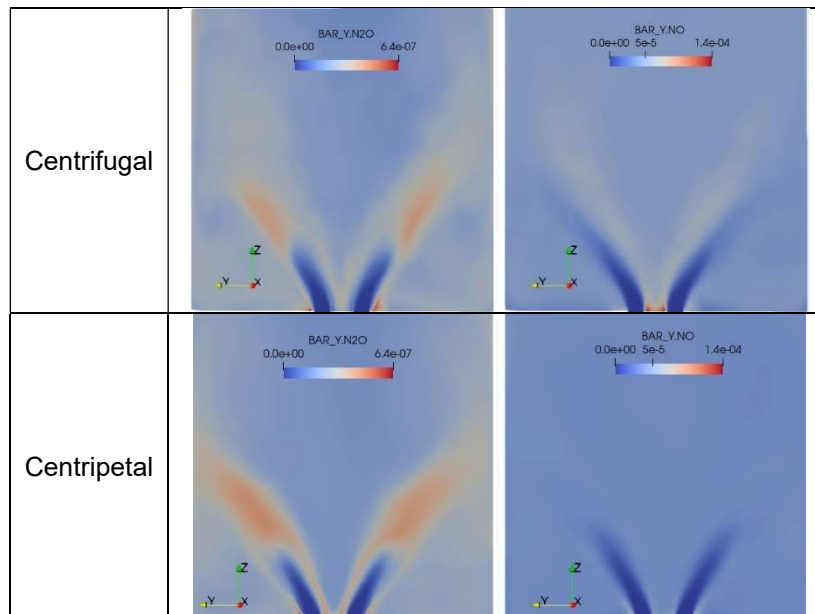 BAR_Y.N2O
0.0e+00 6.4e-07
BAR_Y.NO
0.0e+00 5e-5 1.4e-04
Centrifugal
Z
Y X
Z
Y X
BAR_Y.N2O
0.0e+00 6.4e-07
BAR_Y.NO
0.0e+00 5e-5 1.4e-04
Centripetal
Z
Y X
Z
Y X